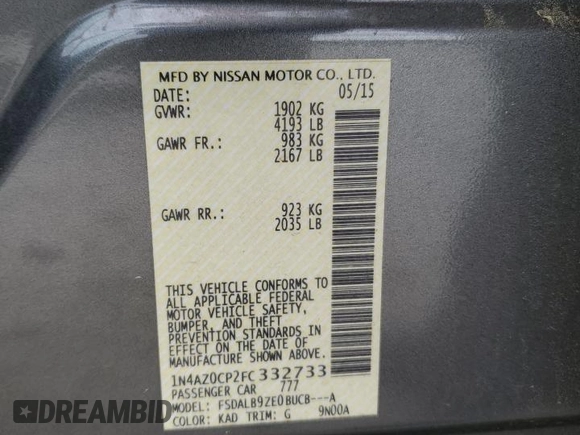 MFD BY NISSAN MOTOR CO., LTD.
DATE: 05/15
GVWR: 1902 KG
4193 LB
GAWR FR.: 983 KG
2167 LB
GAWR RR.: 923 KG
2035 LB
THIS VEHICLE CONFORMS TO
ALL APPLICABLE FEDERAL
MOTOR VEHICLE SAFETY,
BUMPER, AND THEFT
PREVENTION STANDARDS IN
EFFECT ON THE DATE OF
MANUFACTURE SHOWN ABOVE.
1N4AZ0CP2FC332733
PASSENGER CAR 777
MODEL: FSDALB9ZE0BUCB---A
COLOR: KAD TRIM: G 9N00A